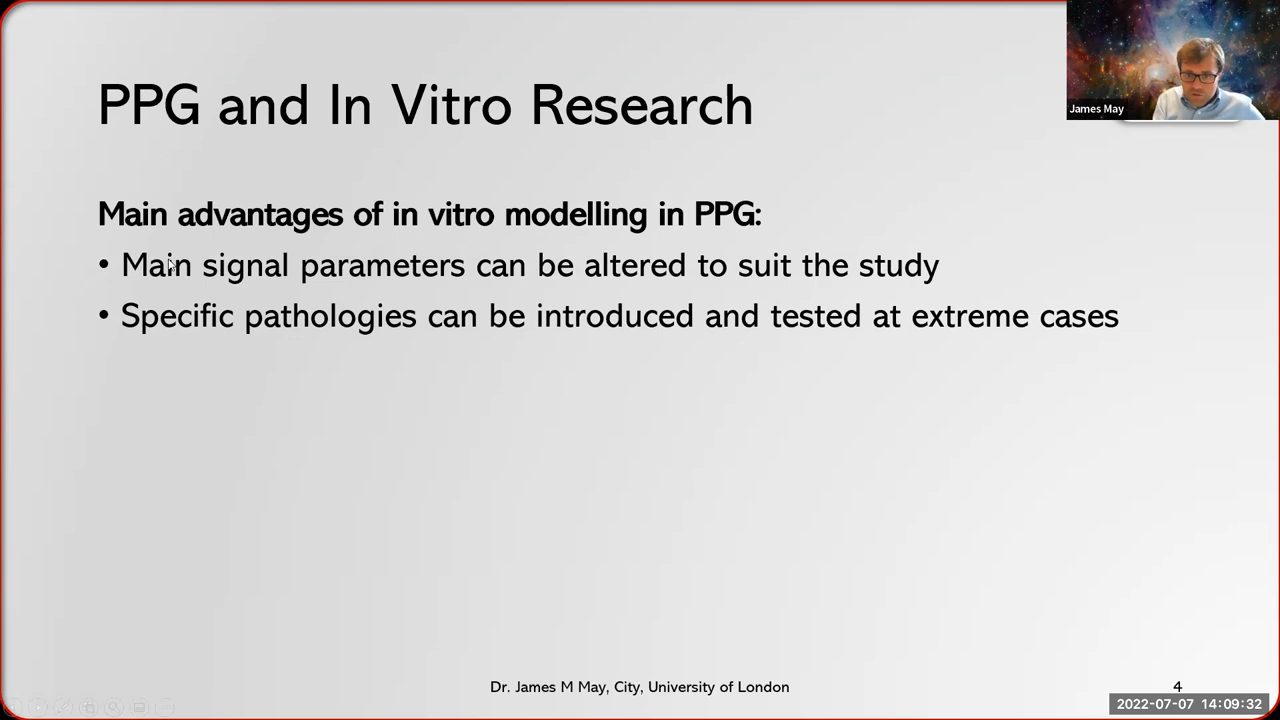 PPG and In Vitro Research
James May
Main advantages of in vitro modelling in PPG:
• Main signal parameters can be altered to suit the study
• Specific pathologies can be introduced and tested at extreme cases
Dr. James M May, City, University of London
4
2022-07-07 14:09:32